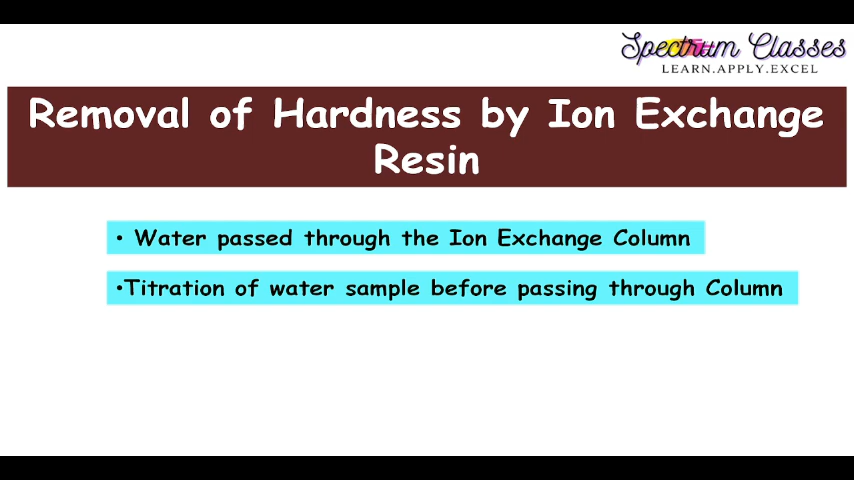 Spectrum Classes
LEARN.APPLY.EXCEL
Removal of Hardness by Ion Exchange
Resin
• Water passed through the Ion Exchange Column
•Titration of water sample before passing through Column